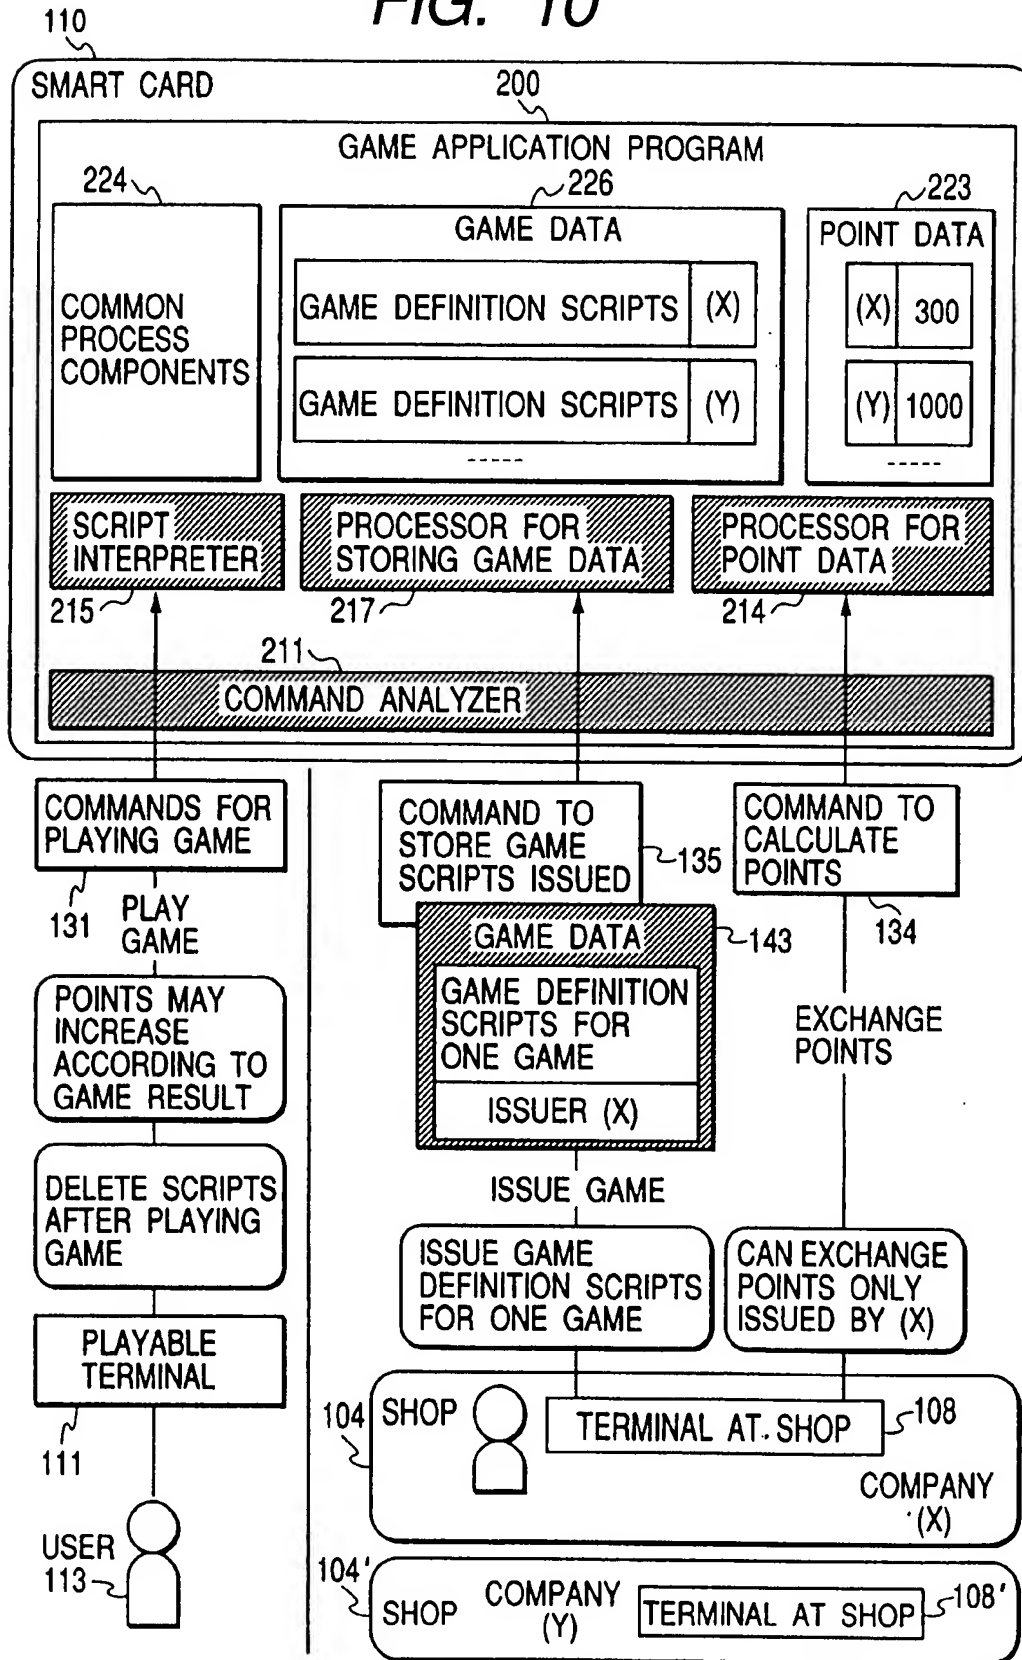 FIG. 10
110
SMART CARD
200
GAME APPLICATION PROGRAM
224
226
223
COMMON
PROCESS
COMPONENTS
GAME DATA
GAME DEFINITION SCRIPTS (X)
GAME DEFINITION SCRIPTS (Y)
-----
POINT DATA
(X) 300
(Y) 1000
-----
SCRIPT
INTERPRETER
PROCESSOR FOR
STORING GAME DATA
PROCESSOR FOR
POINT DATA
215
217
214
211
COMMAND ANALYZER
COMMANDS FOR
PLAYING GAME
131
PLAY
GAME
POINTS MAY
INCREASE
ACCORDING TO
GAME RESULT
DELETE SCRIPTS
AFTER PLAYING
GAME
PLAYABLE
TERMINAL
111
USER
113
COMMAND TO
STORE GAME
SCRIPTS ISSUED
135
GAME DATA
143
GAME DEFINITION
SCRIPTS FOR
ONE GAME
ISSUER (X)
ISSUE GAME
ISSUE GAME
DEFINITION SCRIPTS
FOR ONE GAME
COMMAND TO
CALCULATE
POINTS
134
EXCHANGE
POINTS
CAN EXCHANGE
POINTS ONLY
ISSUED BY (X)
104
SHOP
TERMINAL AT SHOP
108
COMPANY
(X)
104'
SHOP
COMPANY
(Y)
TERMINAL AT SHOP
108'